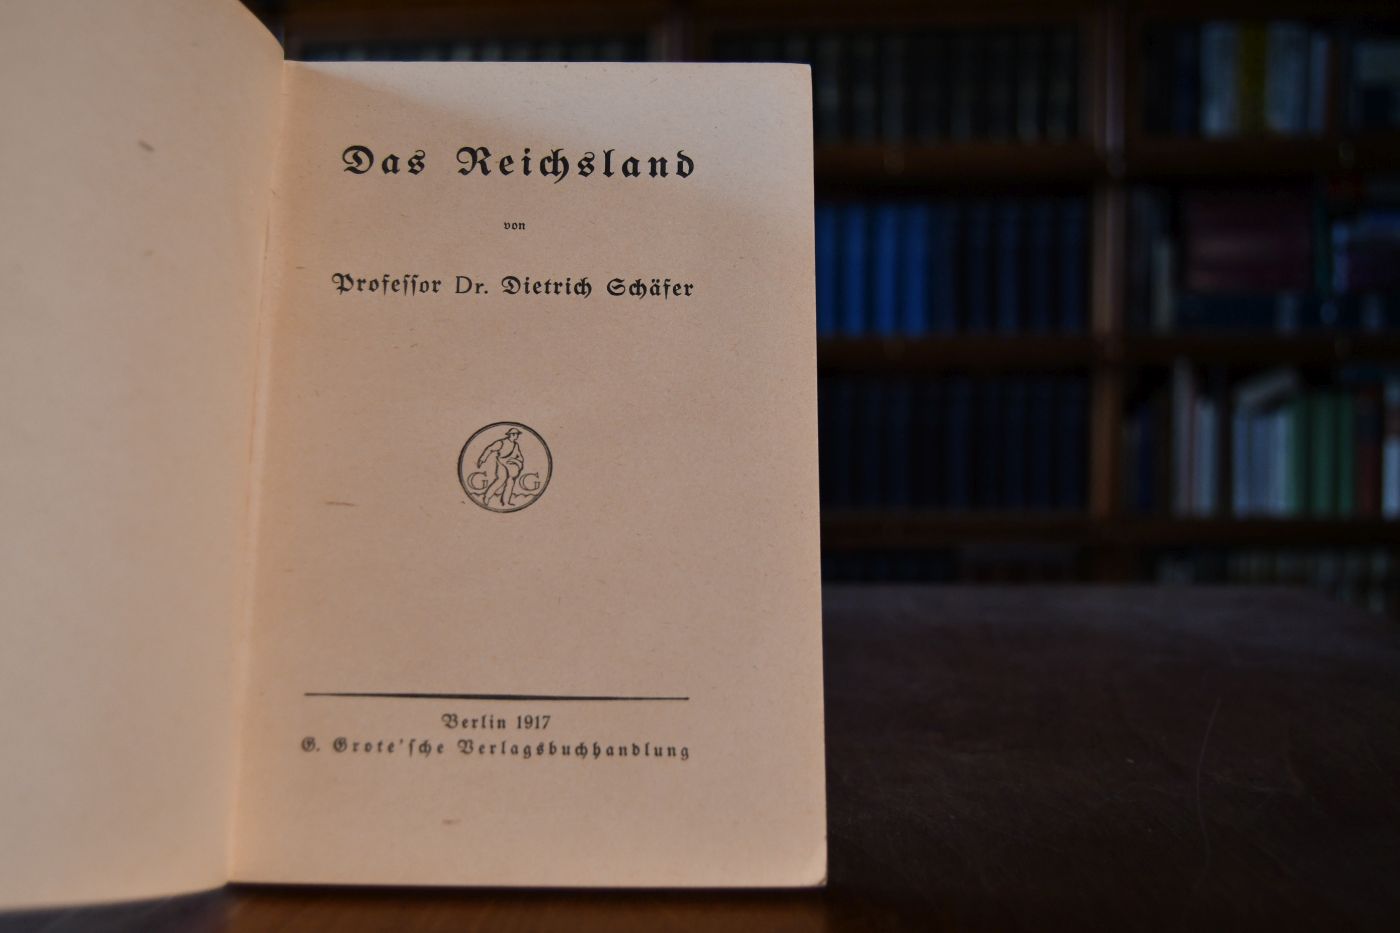 Das Reichsland
von
Professor Dr. Dietrich Schäfer
G G
Berlin 1917
G. Grote'sche Verlagsbuchhandlung